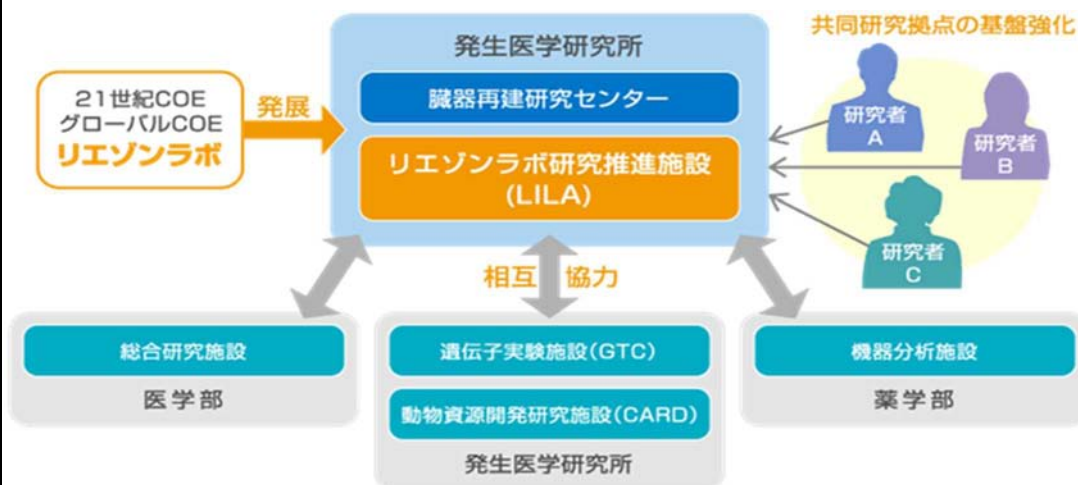 共同研究拠点の基盤強化
発生医学研究所
臓器再建研究センター
リエゾンラボ研究推進施設
(LILA)
21世紀COE
グローバルCOE
リエゾンラボ
発展
研究者
A
研究者
B
研究者
C
相互 協力
総合研究施設
医学部
遺伝子実験施設(GTC)
動物資源開発研究施設(CARD)
発生医学研究所
機器分析施設
薬学部